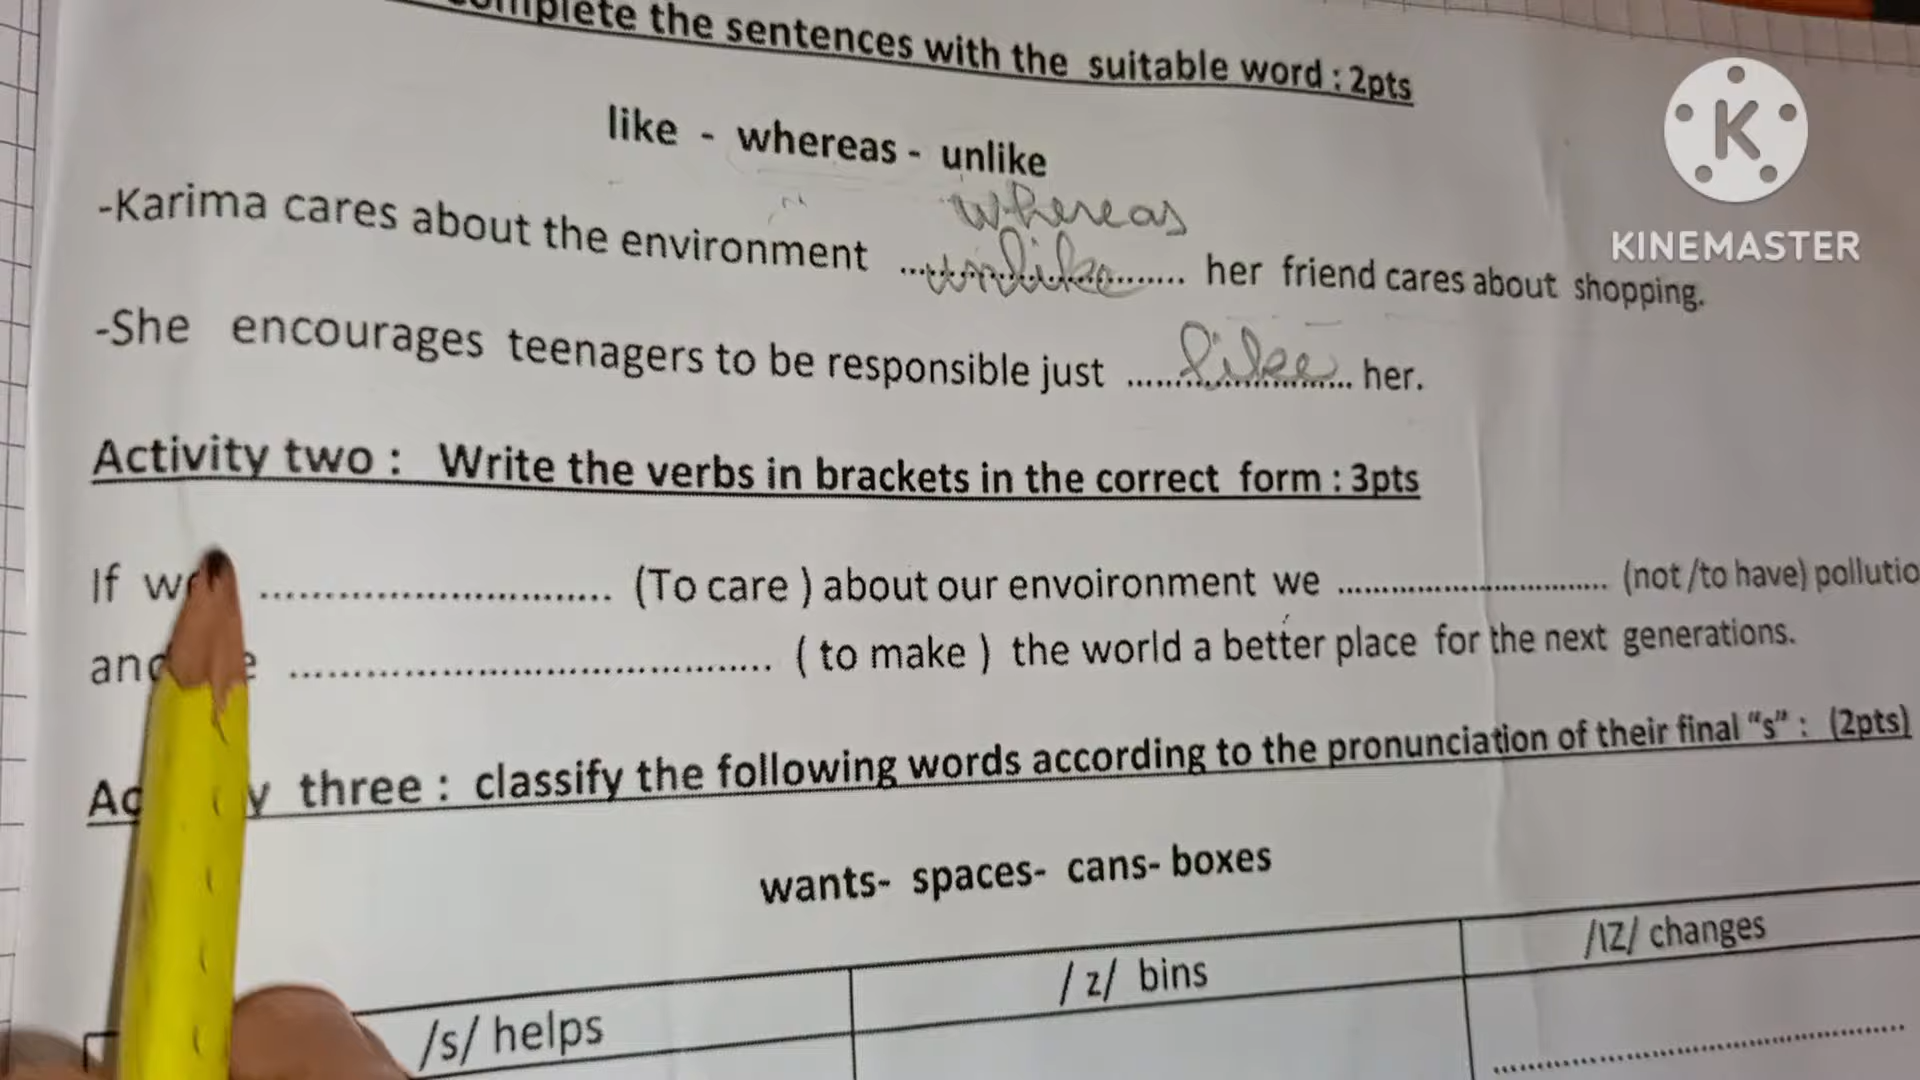 complete the sentences with the suitable word : 2pts
like - whereas - unlike
whereas
-Karima cares about the environment ...unlike... her friend cares about shopping.
-She encourages teenagers to be responsible just ...like... her.
Activity two : Write the verbs in brackets in the correct form : 3pts
If we .............................. (To care ) about our envoironment we .............................. (not /to have) pollutio
and ........................................ ( to make ) the world a better place for the next generations.
three : classify the following words according to the pronunciation of their final “s” : (2pts)
wants- spaces- cans- boxes
/s/ helps
/ z/ bins
/IZ/ changes
K
KINEMASTER